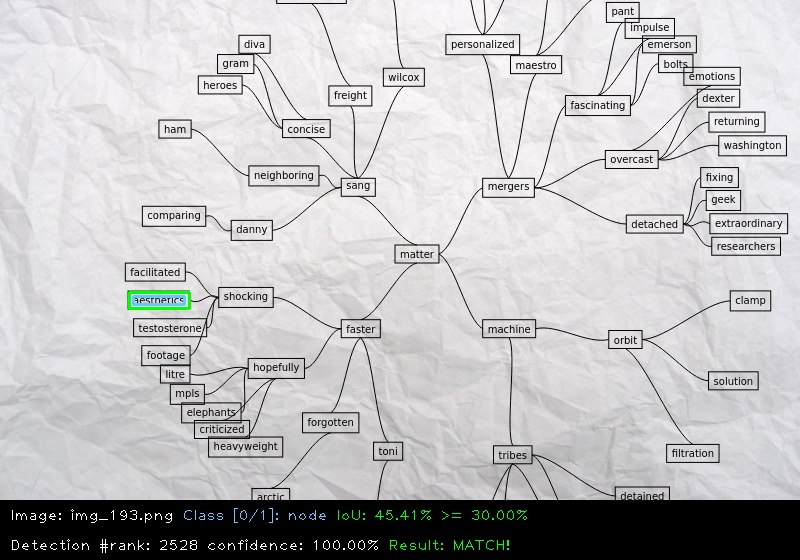 pant
impulse
diva
personalized
emerson
gram
maestro
bolts
wilcox
emotions
heroes
freight
dexter
fascinating
returning
ham
concise
washington
overcast
neighboring
sang
mergers
fixing
geek
comparing
danny
detached
extraordinary
researchers
matter
facilitated
shocking
aesthetics
clamp
testosterone
faster
machine
orbit
footage
hopefully
litre
solution
mpls
elephants
forgotten
criticized
heavyweight
toni
tribes
filtration
arctic
detained
Image: img_193.png Class [0/1]: node IoU: 45.41% >= 30.00%
Detection #rank: 2528 confidence: 100.00% Result: MATCH!